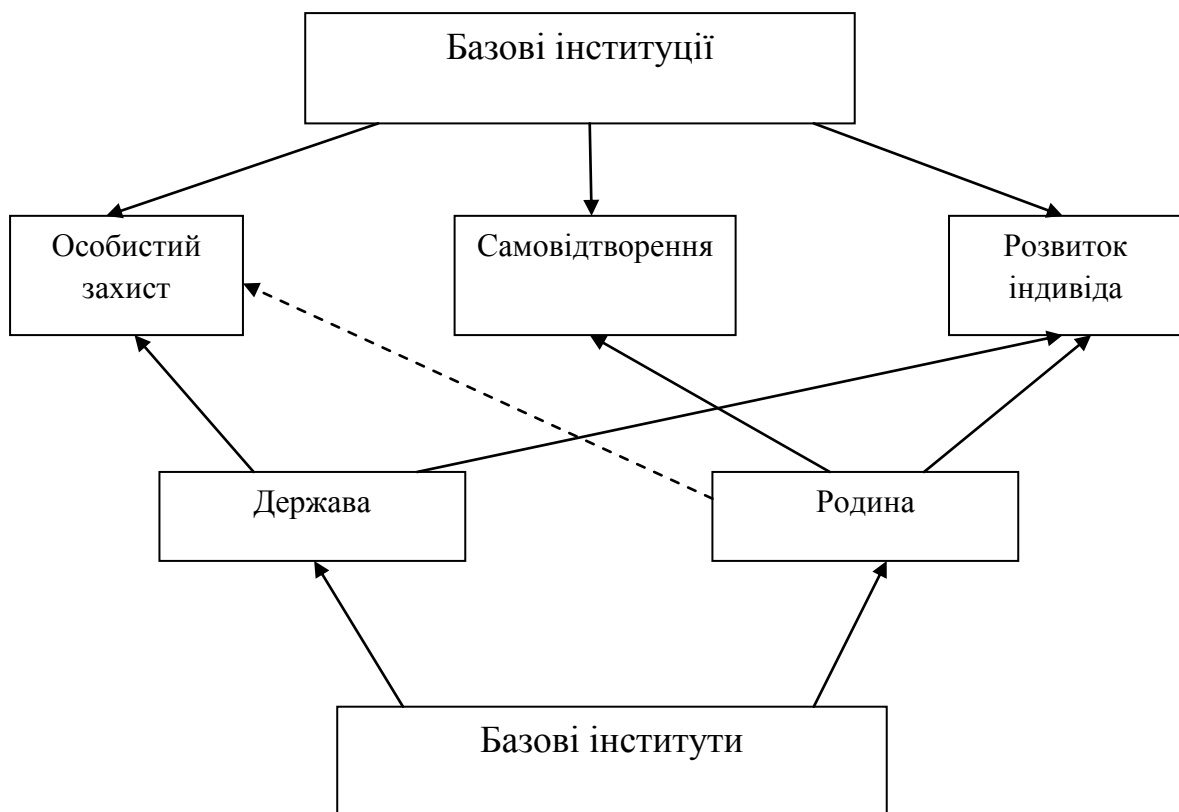 Базові інституції
Особистий
захист
Самовідтворення
Розвиток
індивіда
Держава
Родина
Базові інститути